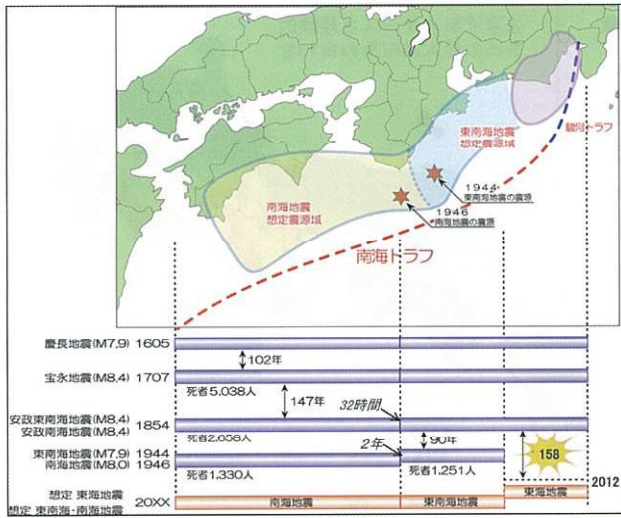 東南海地震
想定震源域
駿河トラフ
1944
東南海地震の震源
南海地震
想定震源域
1946
南海地震の震源
南海トラフ
慶長地震(M7,9) 1605
102年
宝永地震(M8,4) 1707
死者5,038人
147年
32時間
安政東南海地震(M8,4)
安政南海地震(M8,4)
1854
死者2,658人
90年
2年
158
東南海地震(M7,9) 1944
南海地震(M8,0) 1946
死者1,330人
死者1,251人
2012
想定 東海地震
想定 東南海・南海地震
20XX
南海地震
東南海地震
東海地震